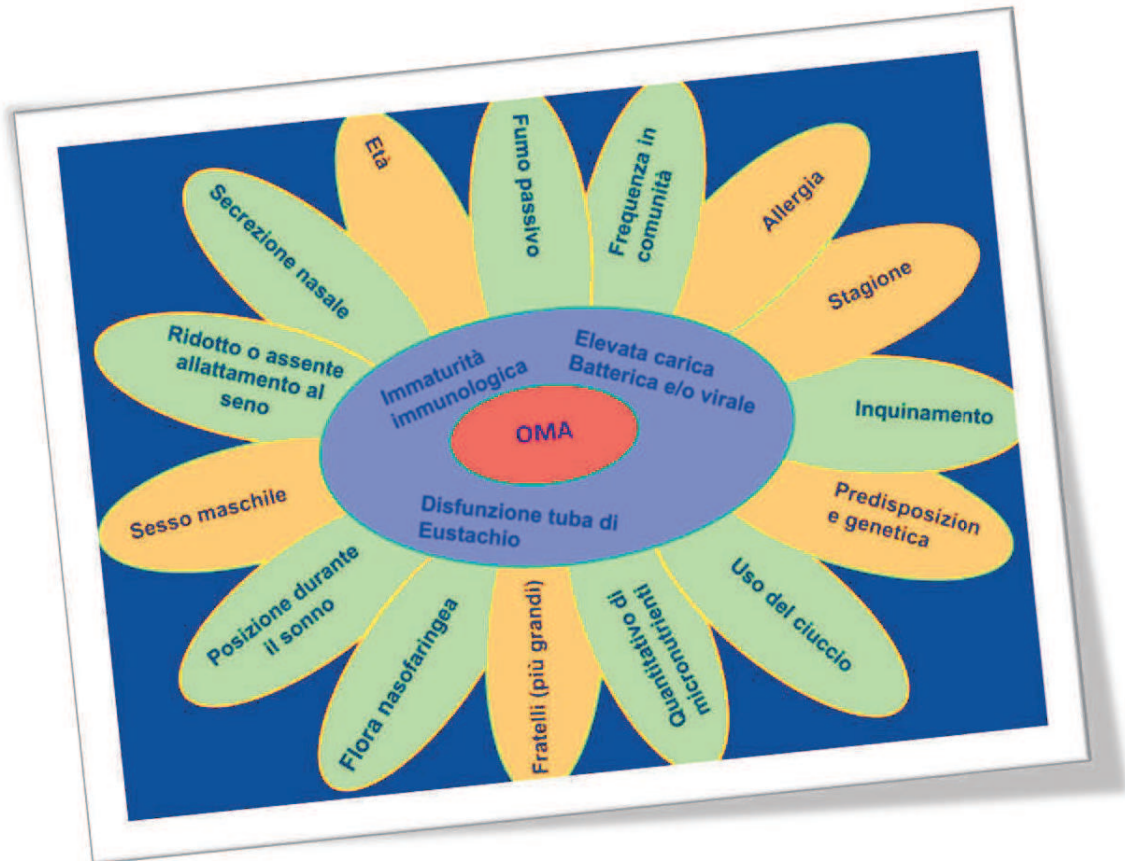 Età
Fumo passivo
Frequenza in
comunità
Allergia
Stagione
Inquinamento
Predisposizion
e genetica
Uso del ciuccio
Quantitativo di
micronutrienti
Fratelli (più grandi)
Flora nasofaringea
Posizione durante
il sonno
Sesso maschile
Ridotto o assente
allattamento al
seno
Secrezione nasale
Immaturità
immunologica
Elevata carica
Batterica e/o virale
OMA
Disfunzione tuba di
Eustachio